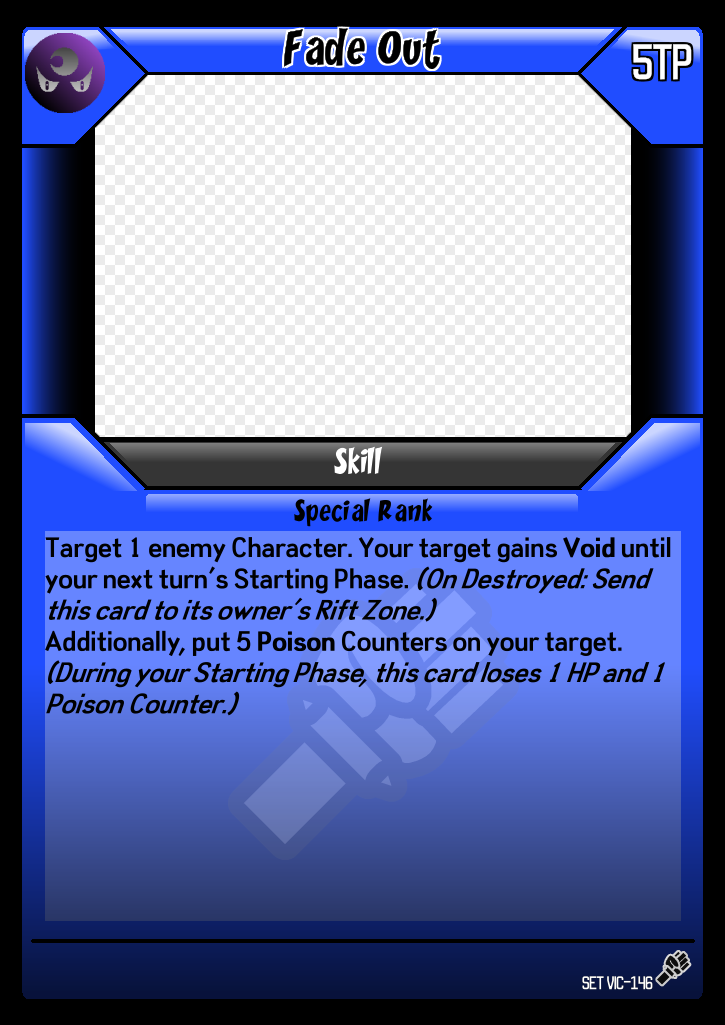 Fade Out
5TP
Skill
Special Rank
Target 1 enemy Character. Your target gains Void until
your next turn's Starting Phase. (On Destroyed: Send
this card to its owner's Rift Zone.)
Additionally, put 5 Poison Counters on your target.
(During your Starting Phase, this card loses 1 HP and 1
Poison Counter.)
SET VIC-146